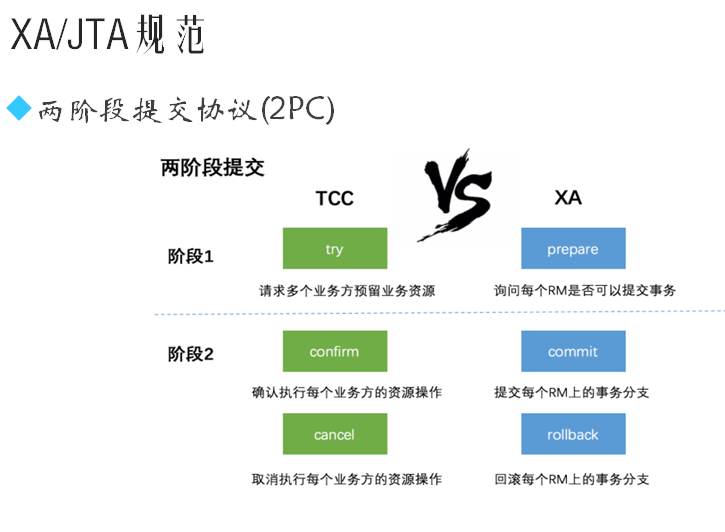 XA/JTA规范
两阶段提交协议(2PC)
两阶段提交
TCC VS XA
阶段1 try prepare
请求多个业务方预留业务资源 询问每个RM是否可以提交事务
阶段2 confirm commit
确认执行每个业务方的资源操作 提交每个RM上的事务分支
cancel rollback
取消执行每个业务方的资源操作 回滚每个RM上的事务分支